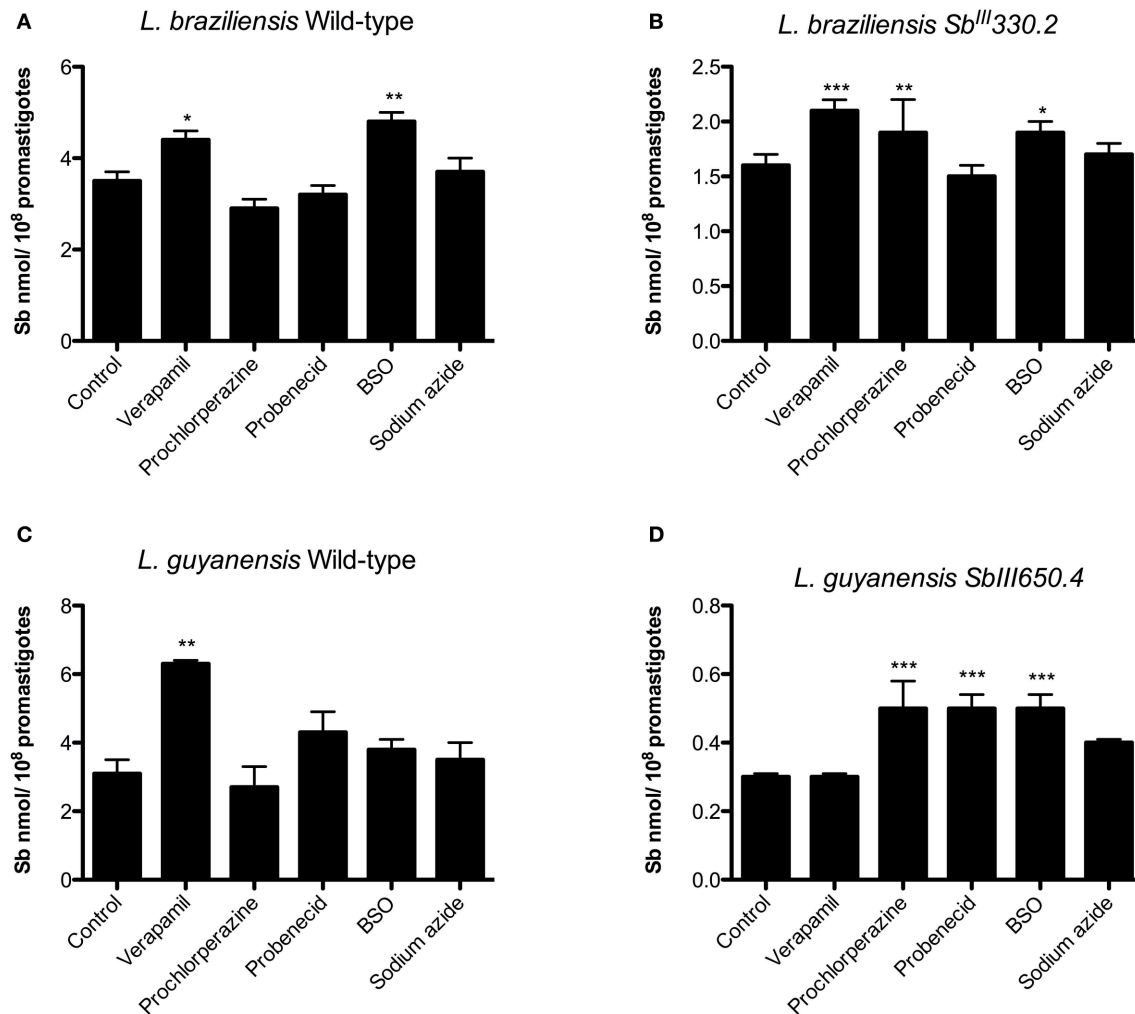 A
L. braziliensis Wild-type
Sb nmol/ 10⁸ promastigotes
6
4
2
0
*
**
Control
Verapamil
Prochlorperazine
Probenecid
BSO
Sodium azide
B
L. braziliensis Sbᴵᴵᴵ330.2
Sb nmol/ 10⁸ promastigotes
2.5
2.0
1.5
1.0
0.5
0.0
***
**
*
Control
Verapamil
Prochlorperazine
Probenecid
BSO
Sodium azide
C
L. guyanensis Wild-type
Sb nmol/ 10⁸ promastigotes
8
6
4
2
0
**
Control
Verapamil
Prochlorperazine
Probenecid
BSO
Sodium azide
D
L. guyanensis SbIII650.4
Sb nmol/ 10⁸ promastigotes
0.8
0.6
0.4
0.2
0.0
***
***
***
Control
Verapamil
Prochlorperazine
Probenecid
BSO
Sodium azide